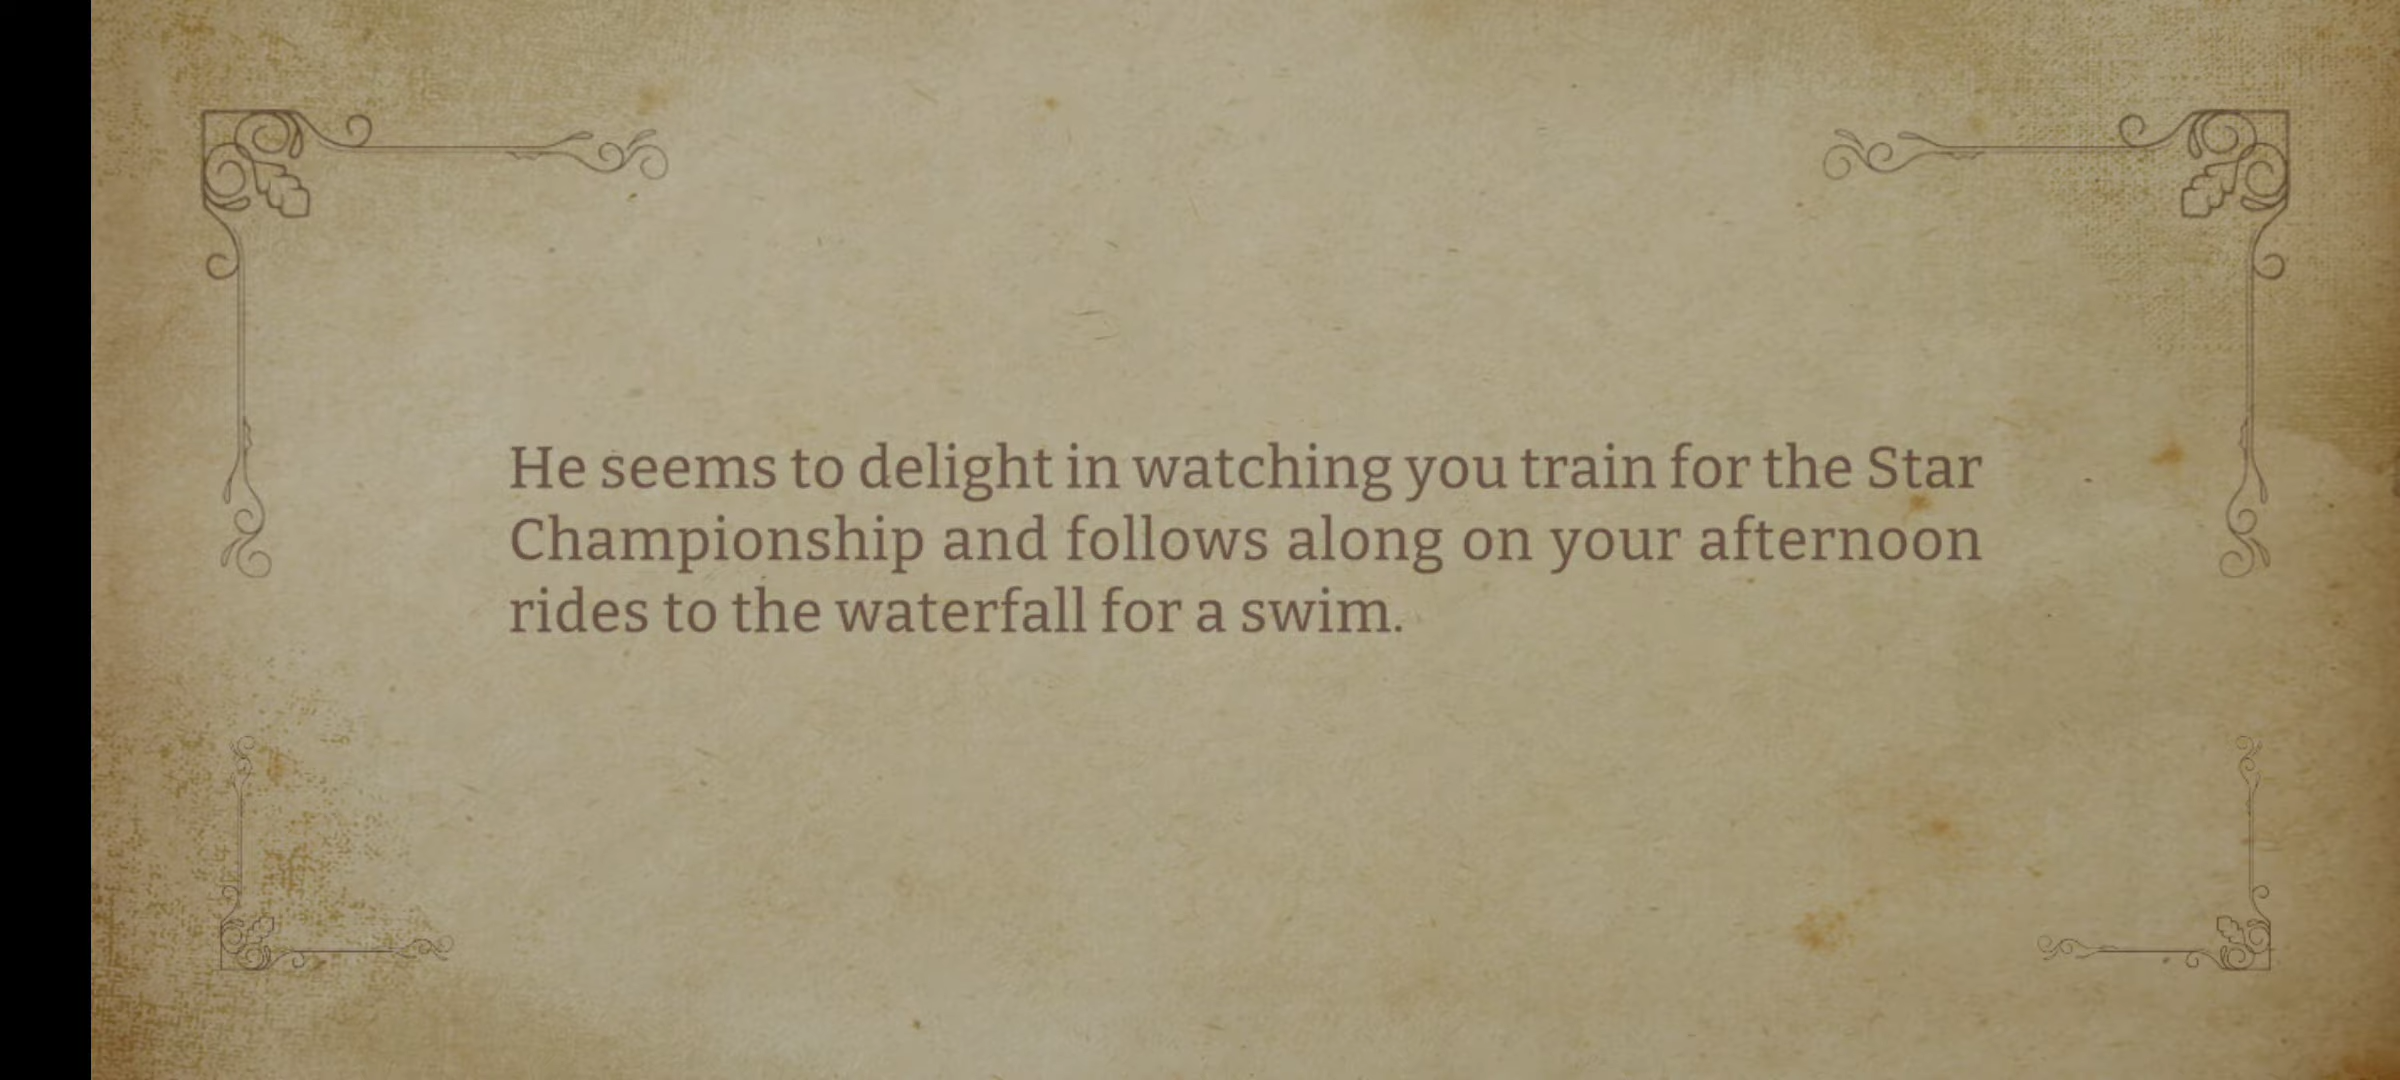 He seems to delight in watching you train for the Star
Championship and follows along on your afternoon
rides to the waterfall for a swim.